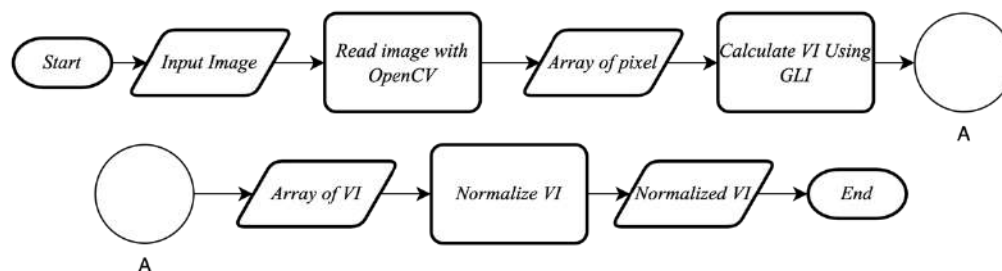 Start
Input Image
Read image with
OpenCV
Array of pixel
Calculate VI Using
GLI
A
Array of VI
Normalize VI
Normalized VI
End
A